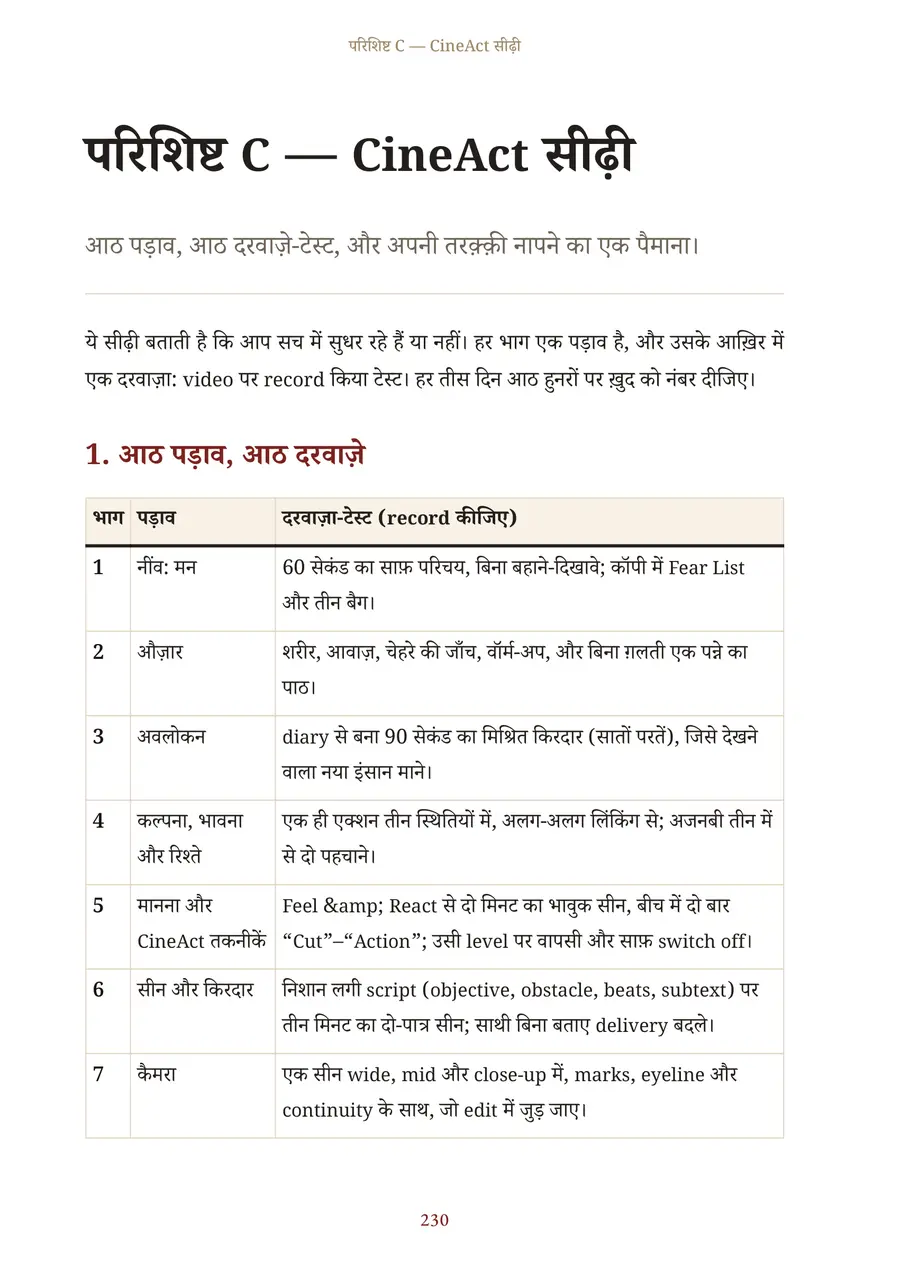 परिशिष्ट C — CineAct सीढ़ी
परिशिष्ट C — CineAct सीढ़ी
आठ पड़ाव, आठ दरवाज़े-टेस्ट, और अपनी तरक़्क़ी नापने का एक पैमाना।
ये सीढ़ी बताती है कि आप सच में सुधर रहे हैं या नहीं। हर भाग एक पड़ाव है, और उसके आख़िर में
एक दरवाज़ा: video पर record किया टेस्ट। हर तीस दिन आठ हुनरों पर ख़ुद को नंबर दीजिए।
1. आठ पड़ाव, आठ दरवाज़े
भाग पड़ाव दरवाज़ा-टेस्ट (record कीजिए)
1 नींव: मन 60 सेकंड का साफ़ परिचय, बिना बहाने-दिखावे; कॉपी में Fear List
और तीन बैग।
2 औज़ार शरीर, आवाज़, चेहरे की जाँच, वॉर्म-अप, और बिना ग़लती एक पन्ने का
पाठ।
3 अवलोकन diary से बना 90 सेकंड का मिश्रित किरदार (सातों परतें), जिसे देखने
वाला नया इंसान माने।
4 कल्पना, भावना एक ही एक्शन तीन स्थितियों में, अलग-अलग लिंकिंग से; अजनबी तीन में
और रिश्ते से दो पहचाने।
5 मानना और Feel &amp; React से दो मिनट का भावुक सीन, बीच में दो बार
CineAct तकनीकें “Cut”–“Action”; उसी level पर वापसी और साफ़ switch off।
6 सीन और किरदार निशान लगी script (objective, obstacle, beats, subtext) पर
तीन मिनट का दो-पात्र सीन; साथी बिना बताए delivery बदले।
7 कैमरा एक सीन wide, mid और close-up में, marks, eyeline और
continuity के साथ, जो edit में जुड़ जाए।
230